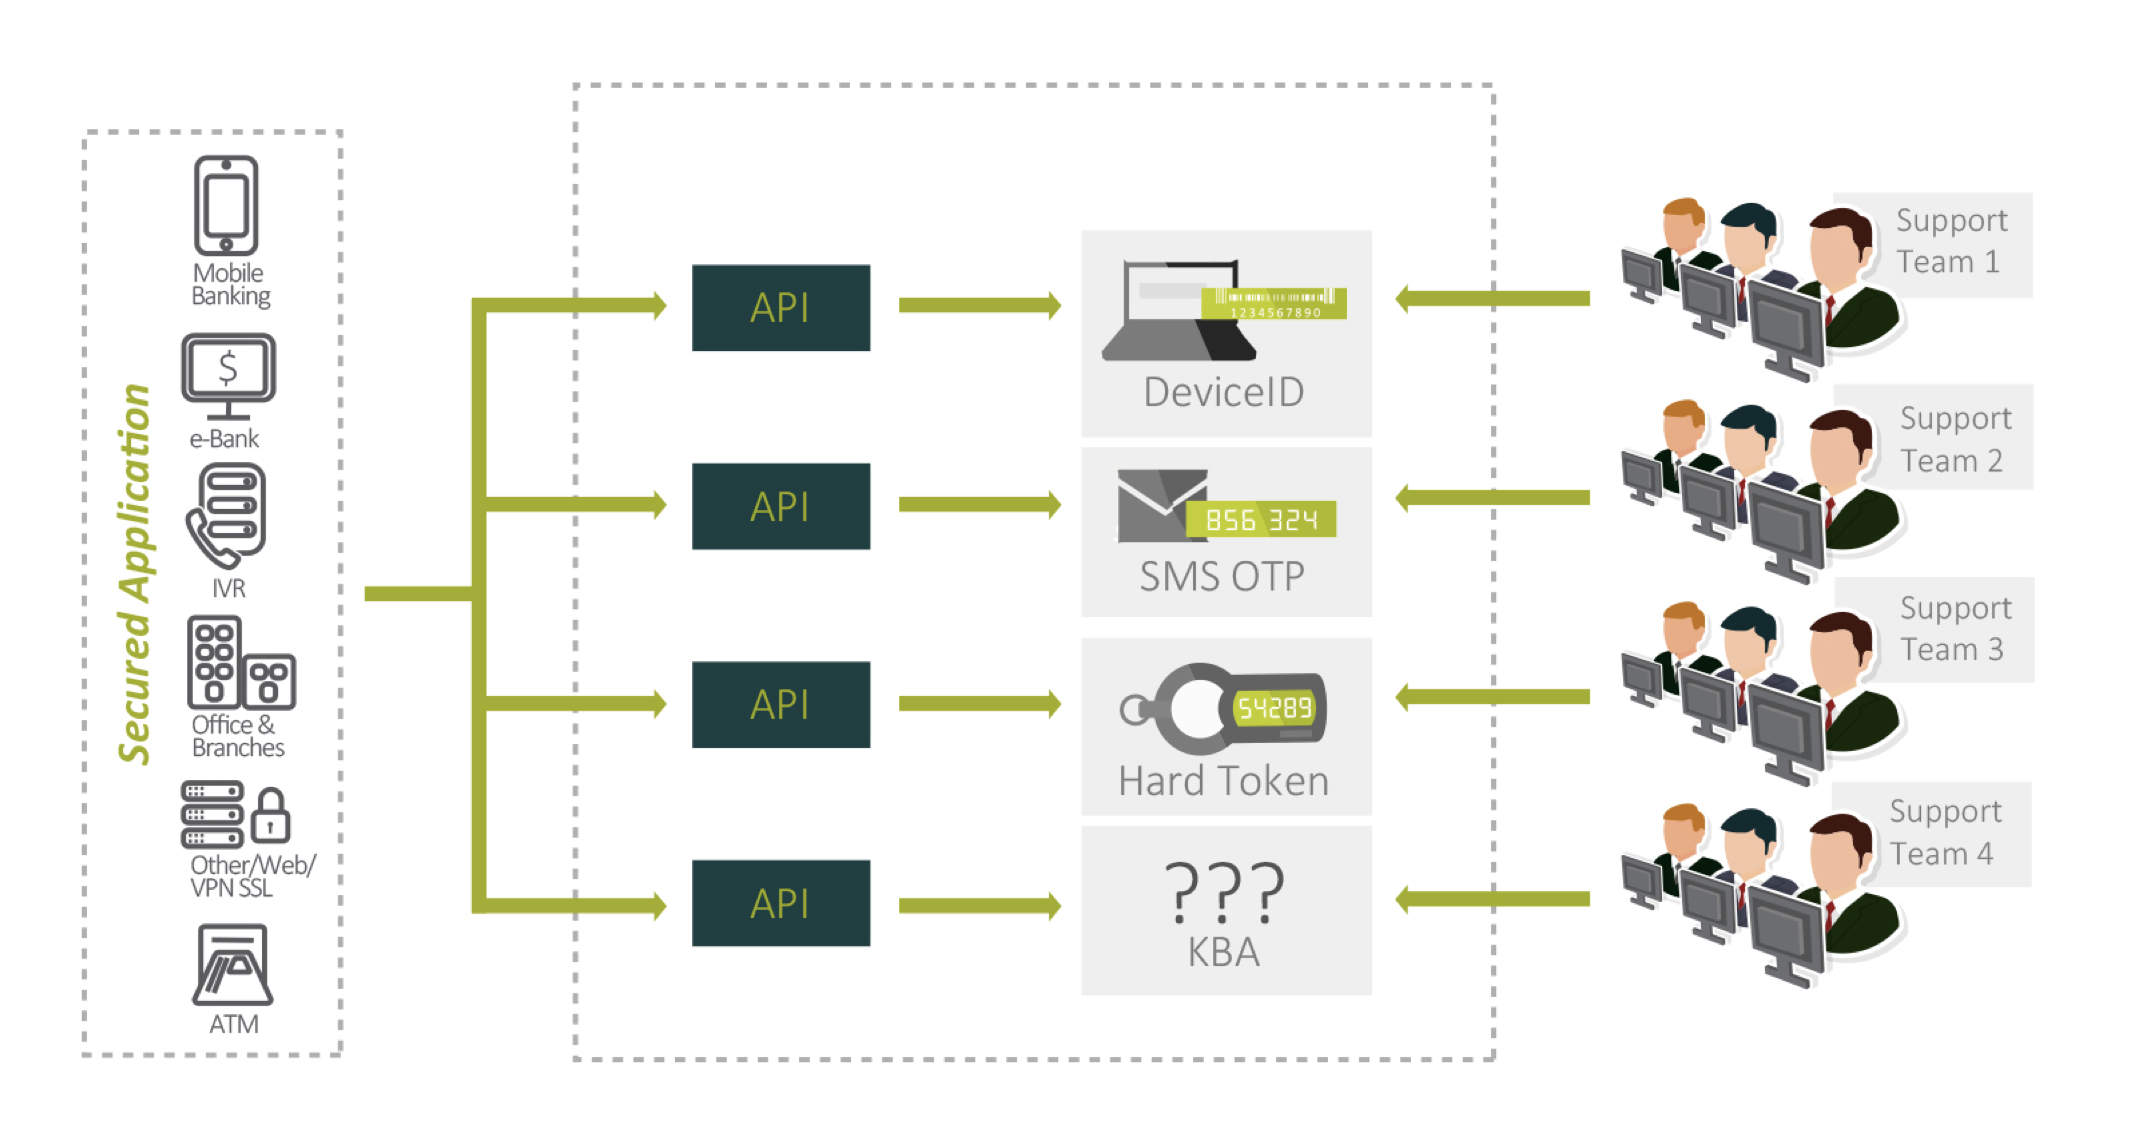 Secured Application
Mobile
Banking
$
e-Bank
IVR
Office &
Branches
Other/Web/
VPN SSL
ATM
API
API
API
API
1234567890
DeviceID
856 324
SMS OTP
54289
Hard Token
???
KBA
Support
Team 1
Support
Team 2
Support
Team 3
Support
Team 4